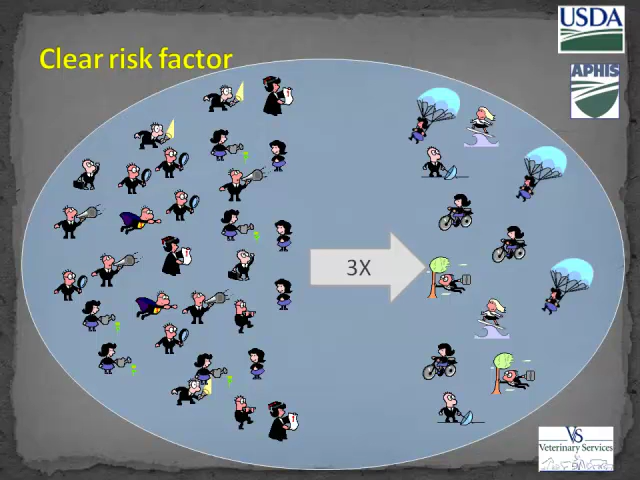 Clear risk factor
USDA
APHIS
3X
VS
Veterinary Services